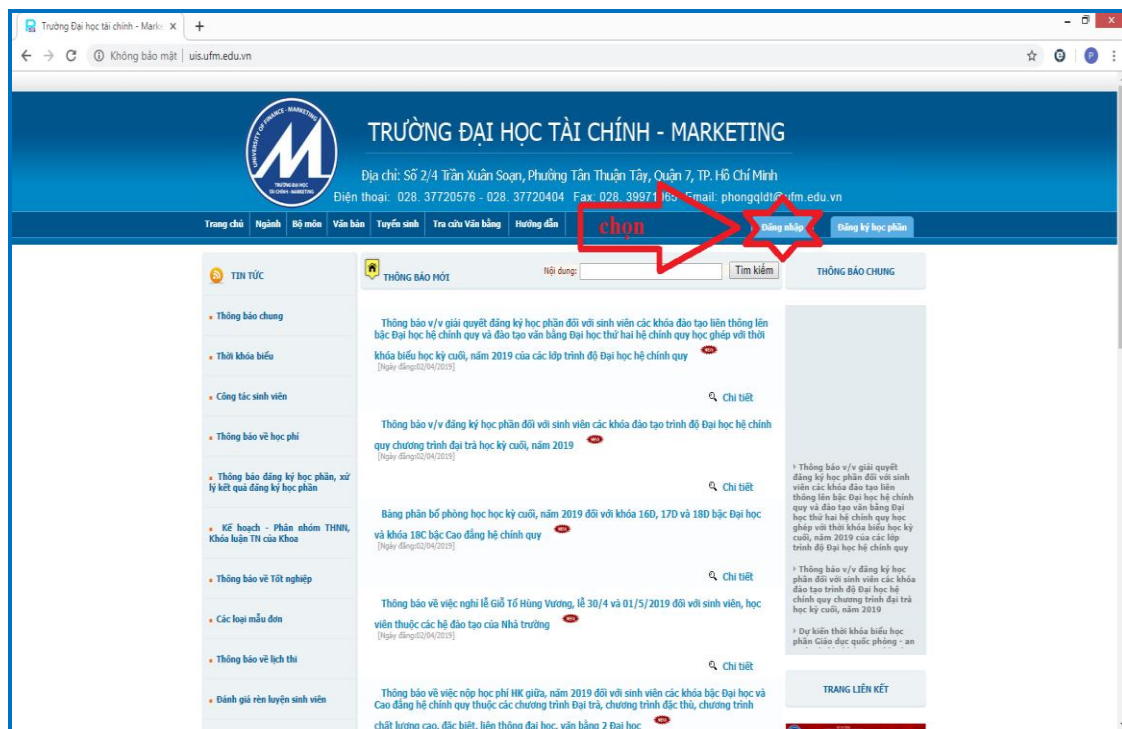 Trường Đại học tài chính - Marke
Không bảo mật | uis.ufm.edu.vn
UNIVERSITY OF FINANCE - MARKETING
TRƯỜNG ĐẠI HỌC
TÀI CHÍNH - MARKETING
TRƯỜNG ĐẠI HỌC TÀI CHÍNH - MARKETING
Địa chỉ: Số 2/4 Trần Xuân Soạn, Phường Tân Thuận Tây, Quận 7, TP. Hồ Chí Minh
Điện thoại: 028. 37720576 - 028. 37720404 Fax: 028. Email: phongqldt@ufm.edu.vn
Trang chủ Ngành Bộ môn Văn bản Tuyển sinh Tra cứu Văn bằng Hướng dẫn
chọn
Đăng nhập
Đăng ký học phần
TIN TỨC
Thông báo chung
Thời khóa biểu
Công tác sinh viên
Thông báo về học phí
Thông báo đăng ký học phần, xử
lý kết quả đăng ký học phần
Kế hoạch - Phân nhóm THNN,
Khóa luận TN của Khoa
Thông báo về Tốt nghiệp
Các loại mẫu đơn
Thông báo về lịch thi
Đánh giá rèn luyện sinh viên
THÔNG BÁO MỚI
Nội dung:
Tìm kiếm
Thông báo v/v giải quyết đăng ký học phần đối với sinh viên các khóa đào tạo liên thông lên
bậc Đại học hệ chính quy và đào tạo văn bằng Đại học thứ hai hệ chính quy học ghép với thời
khóa biểu học kỳ cuối, năm 2019 của các lớp trình độ Đại học hệ chính quy
[Ngày đăng:02/04/2019]
Chi tiết
Thông báo v/v đăng ký học phần đối với sinh viên các khóa đào tạo trình độ Đại học hệ chính
quy chương trình đại trà học kỳ cuối, năm 2019
[Ngày đăng:02/04/2019]
Chi tiết
Bảng phân bố phòng học học kỳ cuối, năm 2019 đối với khóa 16D, 17D và 18D bậc Đại học
và khóa 18C bậc Cao đẳng hệ chính quy
[Ngày đăng:02/04/2019]
Chi tiết
Thông báo về việc nghỉ lễ Giỗ Tổ Hùng Vương, lễ 30/4 và 01/5/2019 đối với sinh viên, học
viên thuộc các hệ đào tạo của Nhà trường
[Ngày đăng:02/04/2019]
Chi tiết
Thông báo về việc nộp học phí HK giữa, năm 2019 đối với sinh viên các khóa bậc Đại học và
Cao đẳng hệ chính quy thuộc các chương trình Đại trà, chương trình đặc thù, chương trình
chất lượng cao, đặc biệt, liên thông đại học, văn bằng 2 Đại học
THÔNG BÁO CHUNG
Thông báo v/v giải quyết
đăng ký học phần đối với sinh
viên các khóa đào tạo liên
thông lên bậc Đại học hệ chính
quy và đào tạo văn bằng Đại
học thứ hai hệ chính quy học
ghép với thời khóa biểu học kỳ
cuối, năm 2019 của các lớp
trình độ Đại học hệ chính quy
Thông báo v/v đăng ký học
phần đối với sinh viên các khóa
đào tạo trình độ Đại học hệ
chính quy chương trình đại trà
học kỳ cuối, năm 2019
Dự kiến thời khóa biểu học
phần Giáo dục quốc phòng - an
TRANG LIÊN KẾT